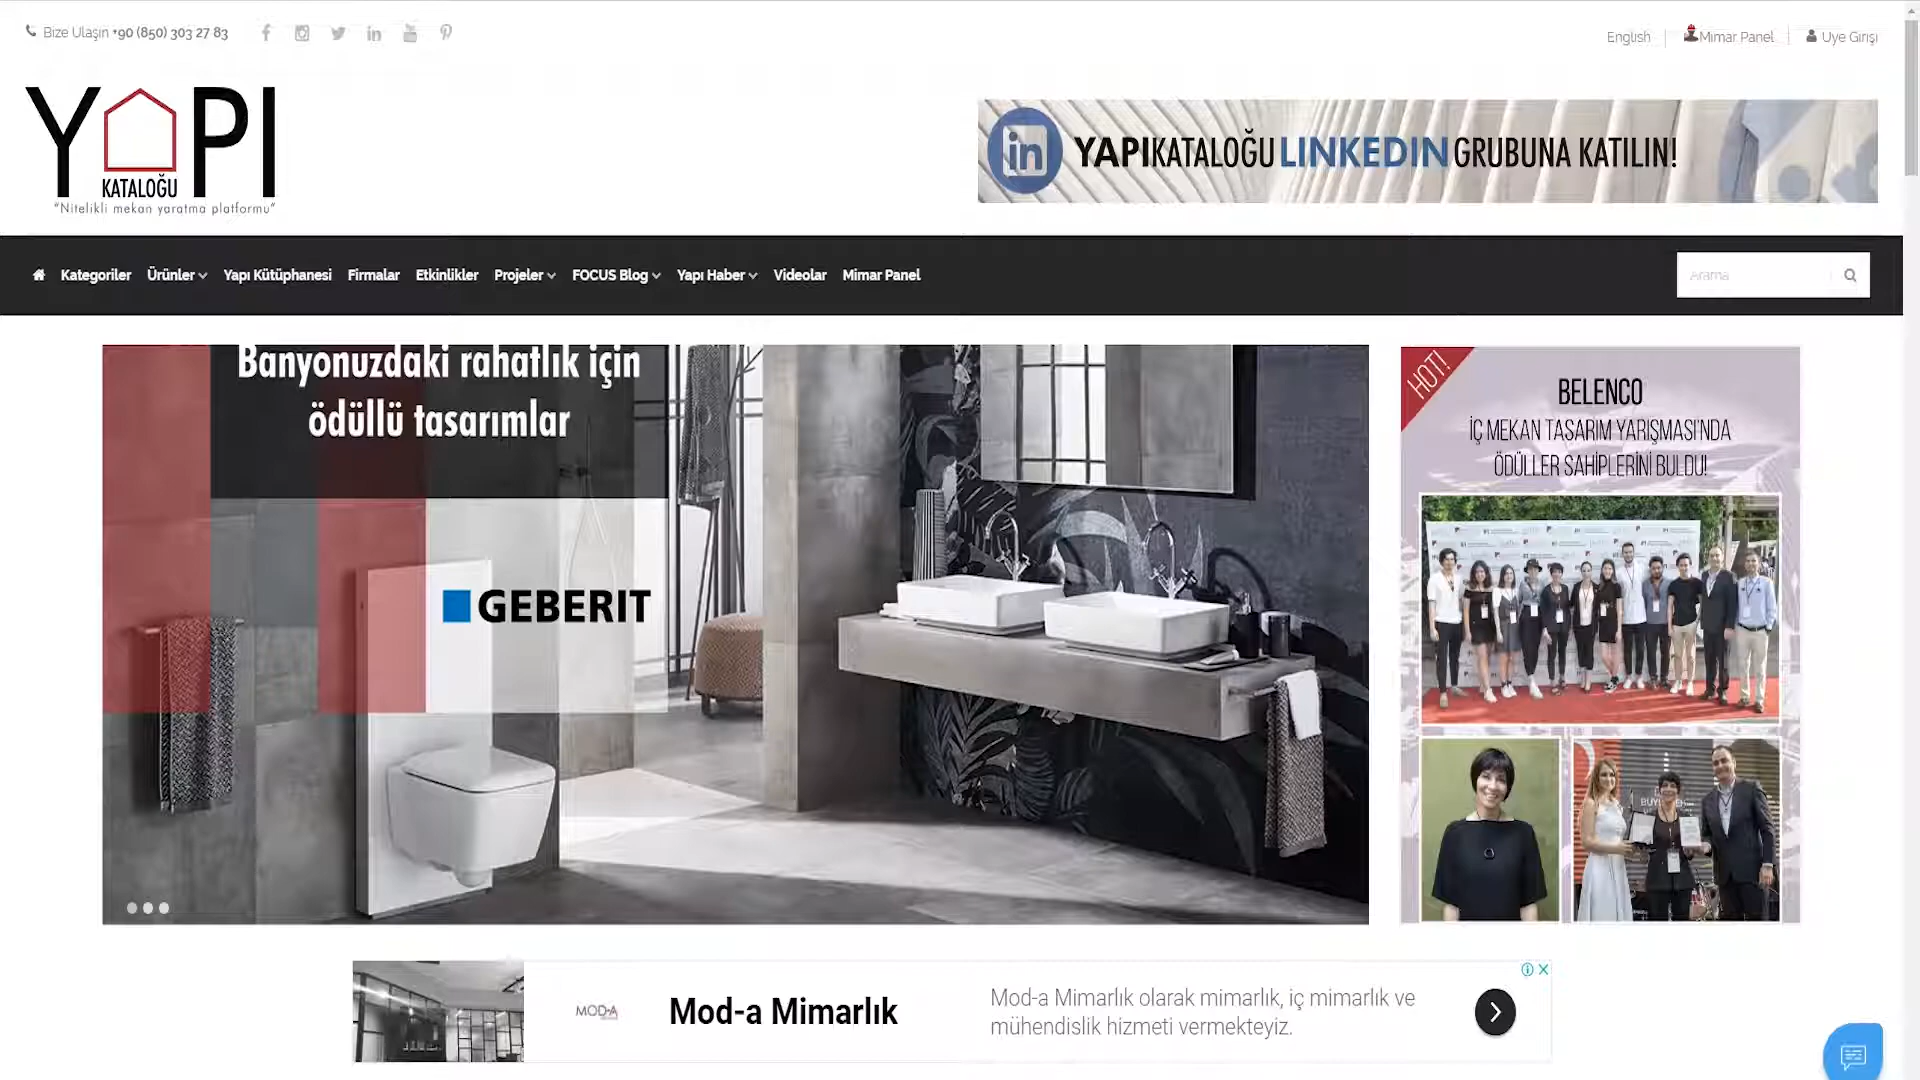 Bize Ulaşın +90 (850) 303 27 83
English
Mimar Panel
Üye Girişi
YAPI
KATALOĞU
"Nitelikli mekan yaratma platformu"
in YAPIKATALOĞU LINKEDIN GRUBUNA KATILIN!
Kategoriler Ürünler Yapı Kütüphanesi Firmalar Etkinlikler Projeler FOCUS Blog Yapı Haber Videolar Mimar Panel
Arama
Banyonuzdaki rahatlık için
ödüllü tasarımlar
GEBERIT
HOT!
BELENCO
İÇ MEKAN TASARIM YARIŞMASI'NDA
ÖDÜLLER SAHİPLERİNİ BULDU!
MOD-A
Mod-a Mimarlık
Mod-a Mimarlık olarak mimarlık, iç mimarlık ve
mühendislik hizmeti vermekteyiz.